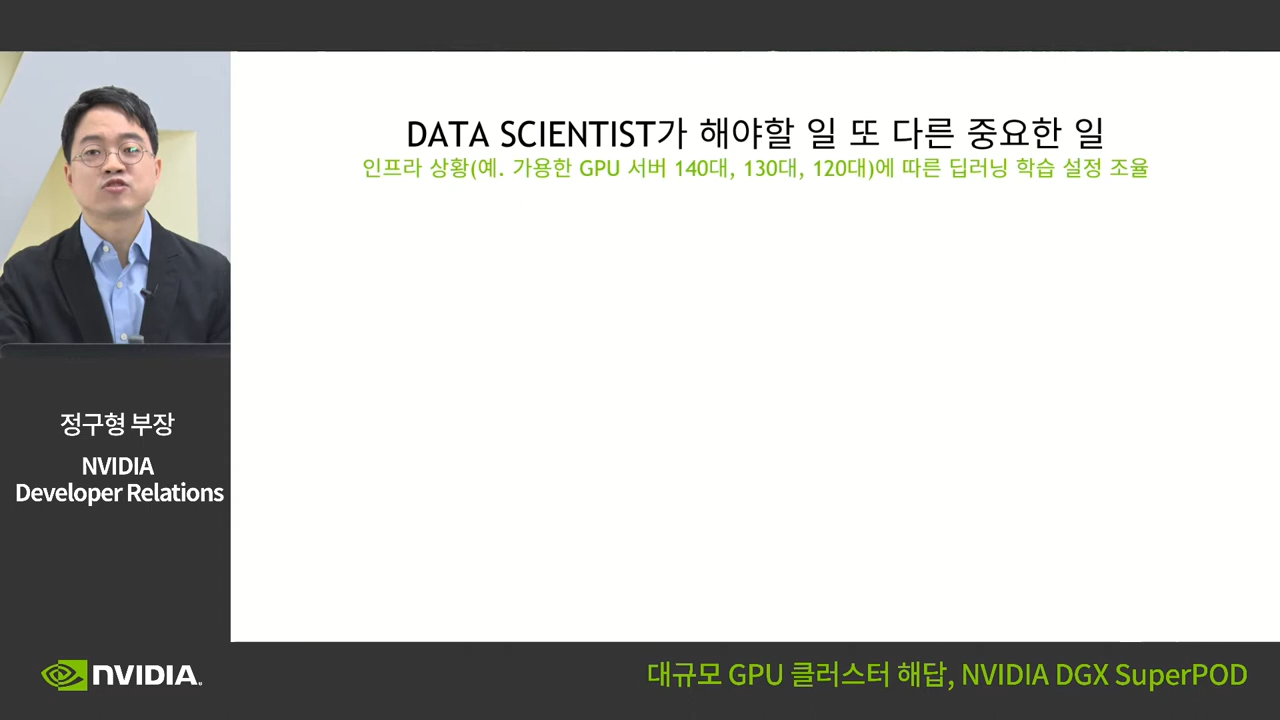 DATA SCIENTIST가 해야할 일 또 다른 중요한 일
인프라 상황(예. 가용한 GPU 서버 140대, 130대, 120대)에 따른 딥러닝 학습 설정 조율
정구형 부장
NVIDIA
Developer Relations
NVIDIA.
대규모 GPU 클러스터 해답, NVIDIA DGX SuperPOD